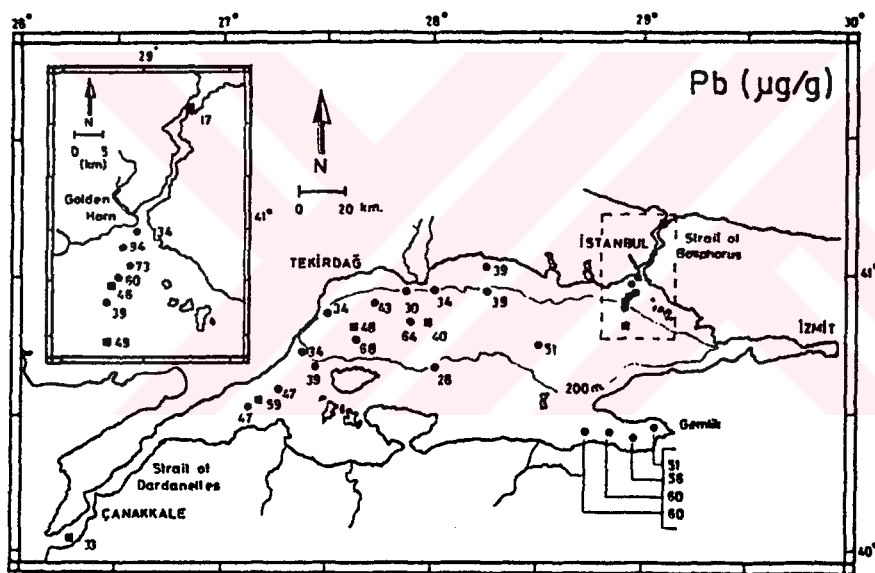 26° 27° 28° 29° 30°
29°
Pb (µg/g)
N
0 5
(km)
17
N
0 20 km.
Golden
Horn
34
94
73
60
46
39
49
41°
41°
TEKİRDAĞ
İSTANBUL
Strait of
Bosphorus
39
39
34
43
30
34
48
68
64
40
51
İZMİT
34
39
28
200m
47
59
47
Gemlik
51
56
60
60
Strait of
Dardanelles
ÇANAKKALE
33
40°